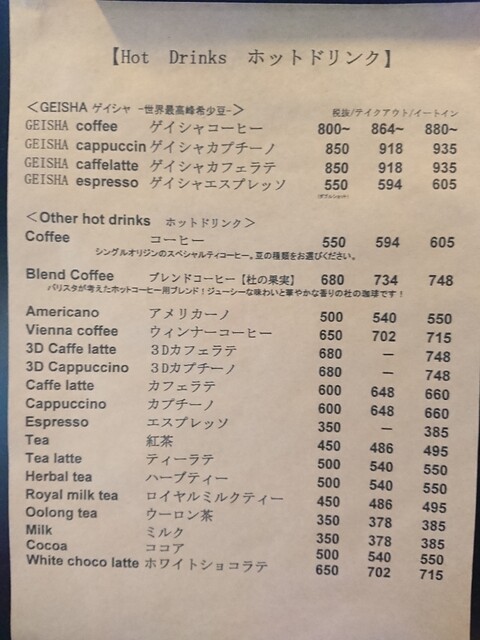 【Hot Drinks ホットドリンク】
＜GEISHA ゲイシャ -世界最高峰希少豆-＞ 税抜/テイクアウト/イートイン
GEISHA coffee ゲイシャコーヒー 800~ 864~ 880~
GEISHA cappuccin ゲイシャカプチーノ 850 918 935
GEISHA caffelatte ゲイシャカフェラテ 850 918 935
GEISHA espresso ゲイシャエスプレッソ 550 594 605
(ダブルショット)
＜Other hot drinks ホットドリンク＞
Coffee コーヒー 550 594 605
シングルオリジンのスペシャルティコーヒー。豆の種類をお選びください。
Blend Coffee ブレンドコーヒー【杜の果実】 680 734 748
バリスタが考えたホットコーヒー用ブレンド！ジューシーな味わいと華やかな香りの杜の珈琲です！
Americano アメリカーノ 500 540 550
Vienna coffee ウィンナーコーヒー 650 702 715
3D Caffe latte ３Dカフェラテ 680 － 748
3D Cappuccino ３Dカプチーノ 680 － 748
Caffe latte カフェラテ 600 648 660
Cappuccino カプチーノ 600 648 660
Espresso エスプレッソ 350 － 385
Tea 紅茶 450 486 495
Tea latte ティーラテ 500 540 550
Herbal tea ハーブティー 500 540 550
Royal milk tea ロイヤルミルクティー 450 486 495
Oolong tea ウーロン茶 350 378 385
Milk ミルク 350 378 385
Cocoa ココア 500 540 550
White choco latte ホワイトショコラテ 650 702 715